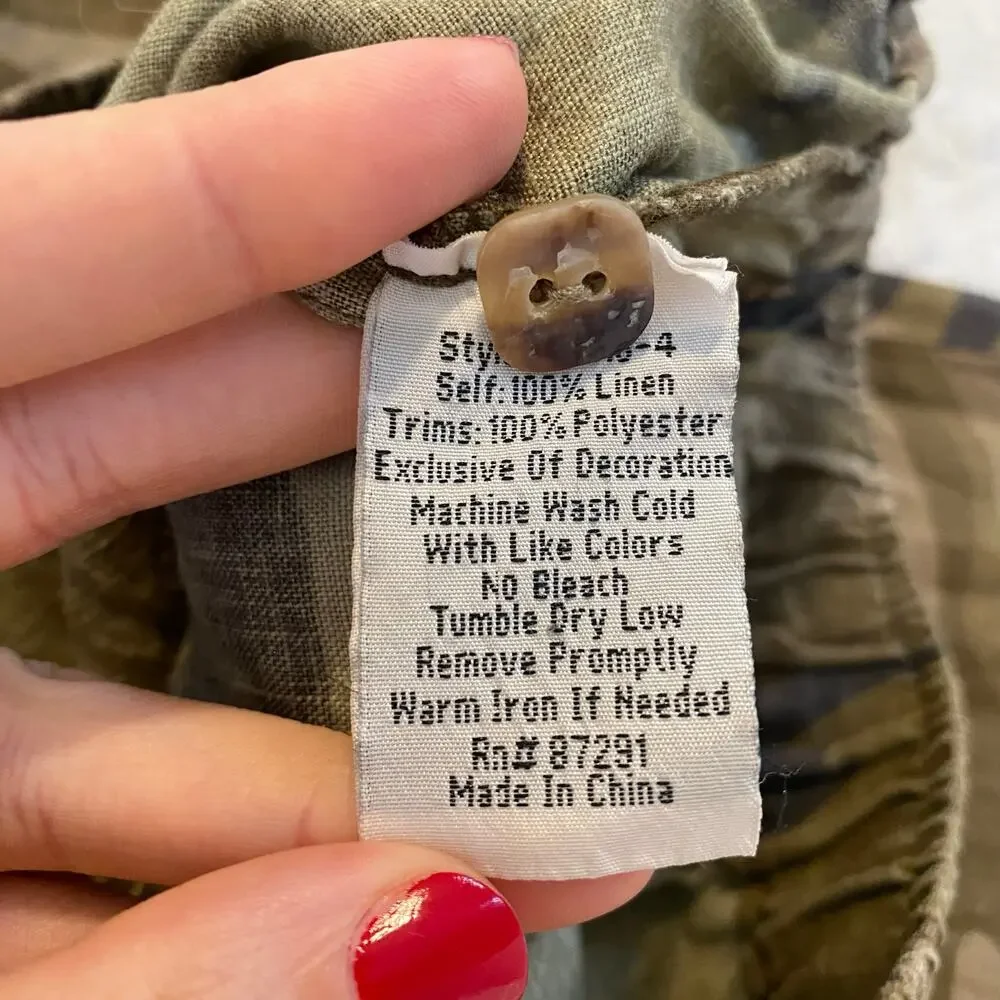 Self: 100% Linen
Trims: 100% Polyester
Exclusive Of Decoration
Machine Wash Cold
With Like Colors
No Bleach
Tumble Dry Low
Remove Promptly
Warm Iron If Needed
Rn# 87291
Made In China